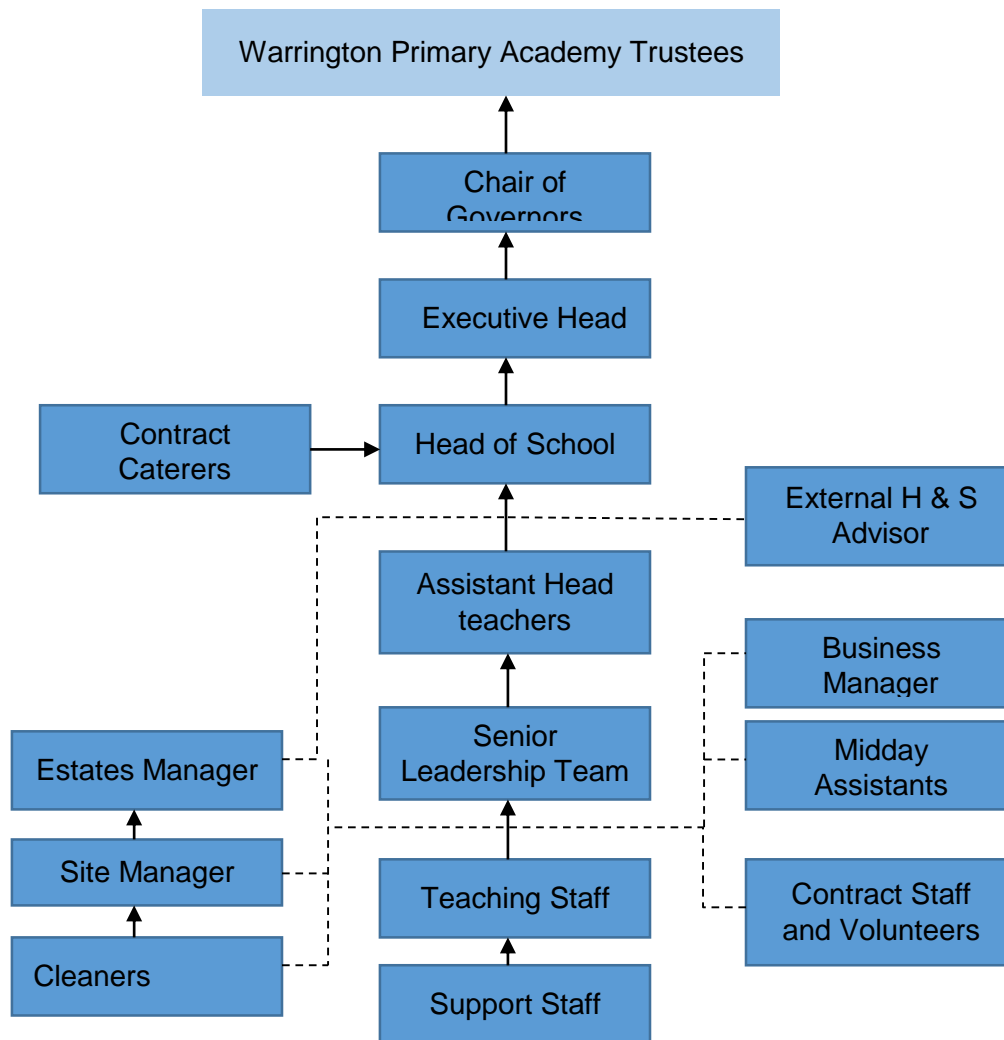 Warrington Primary Academy Trustees
Chair of
Governors
Executive Head
Contract
Caterers
Head of School
External H & S
Advisor
Assistant Head
teachers
Business
Manager
Senior
Leadership Team
Estates Manager
Midday
Assistants
Site Manager
Teaching Staff
Contract Staff
and Volunteers
Cleaners
Support Staff